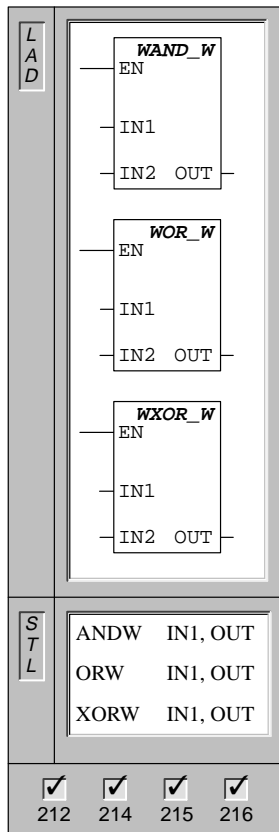 L
A
D
WAND_W
EN
IN1
IN2 OUT
WOR_W
EN
IN1
IN2 OUT
WXOR_W
EN
IN1
IN2 OUT
S
T
L
ANDW IN1, OUT
ORW IN1, OUT
XORW IN1, OUT
212 214 215 216